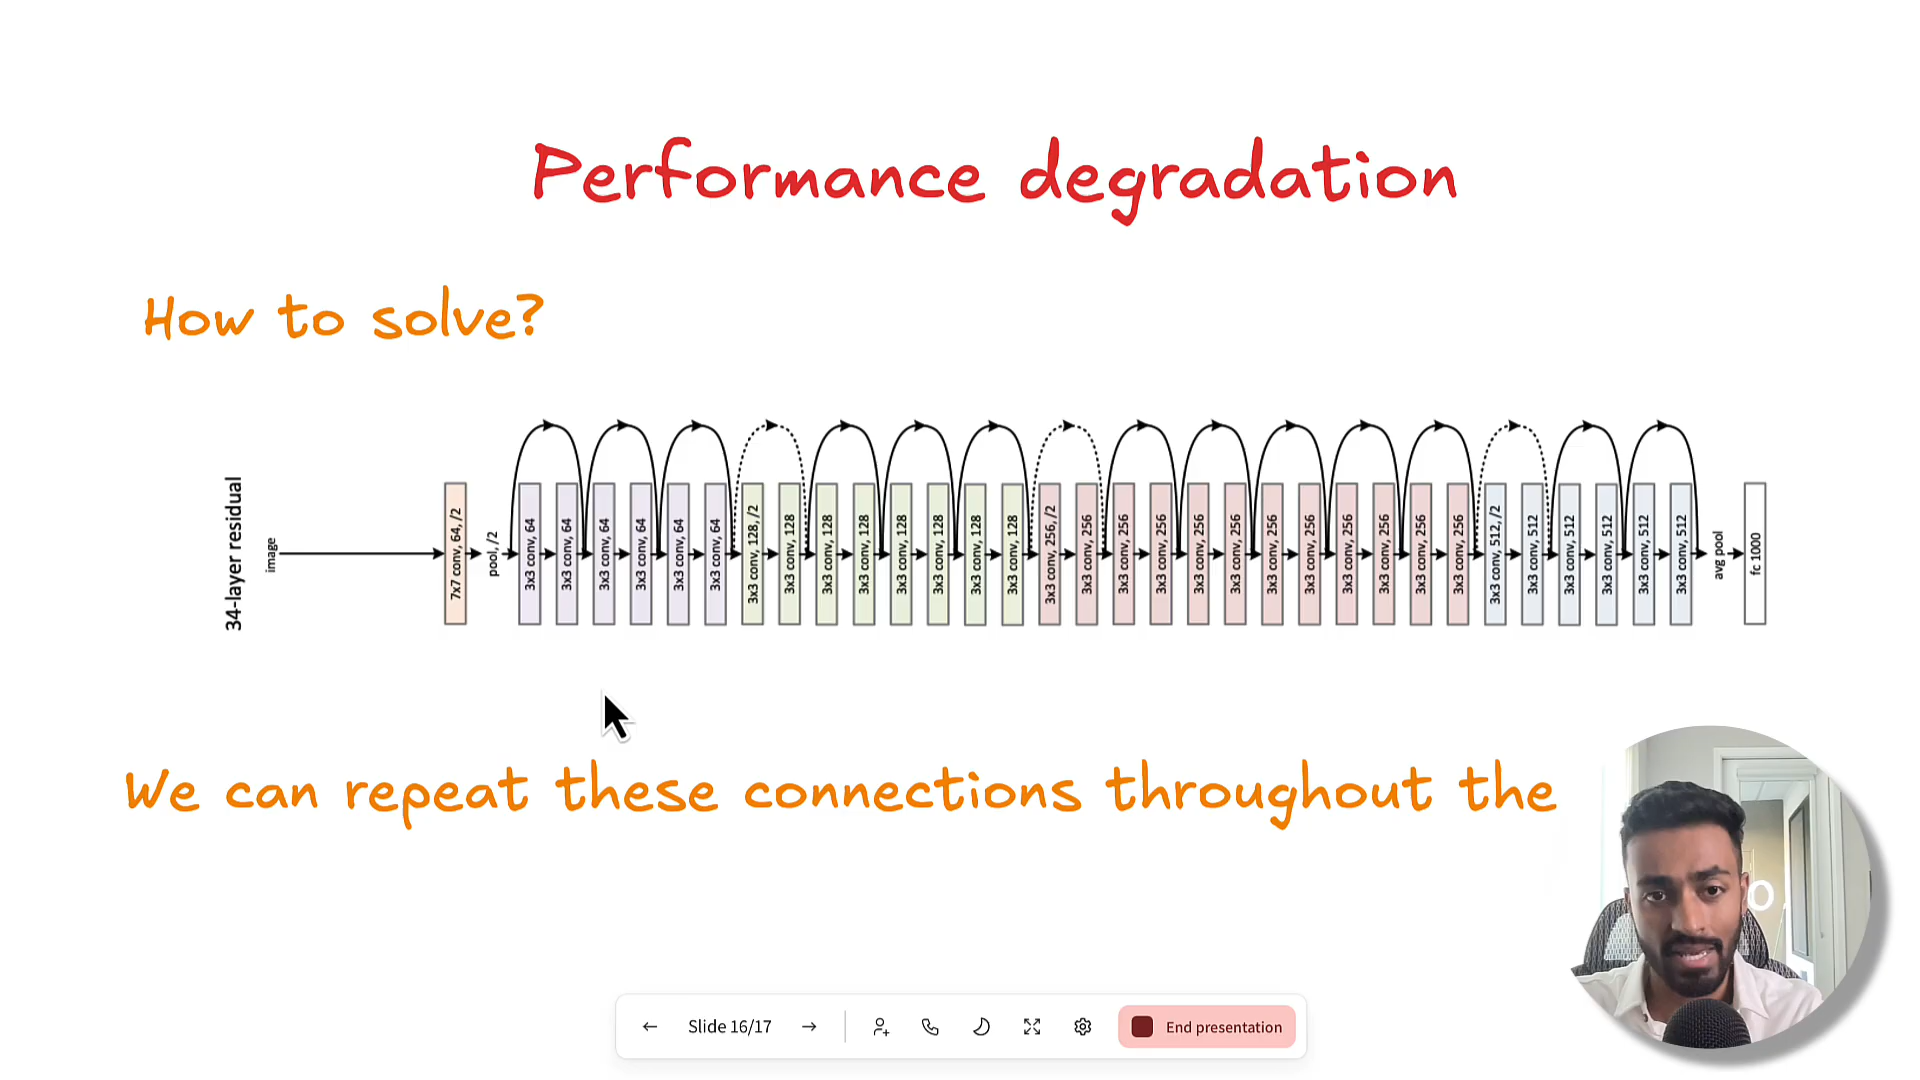 Performance degradation
How to solve?
34-layer residual
image
7x7 conv, 64, /2
pool, /2
3x3 conv, 64
3x3 conv, 64
3x3 conv, 64
3x3 conv, 64
3x3 conv, 64
3x3 conv, 64
3x3 conv, 128, /2
3x3 conv, 128
3x3 conv, 128
3x3 conv, 128
3x3 conv, 128
3x3 conv, 128
3x3 conv, 128
3x3 conv, 128
3x3 conv, 256, /2
3x3 conv, 256
3x3 conv, 256
3x3 conv, 256
3x3 conv, 256
3x3 conv, 256
3x3 conv, 256
3x3 conv, 256
3x3 conv, 256
3x3 conv, 256
3x3 conv, 256
3x3 conv, 256
3x3 conv, 512, /2
3x3 conv, 512
3x3 conv, 512
3x3 conv, 512
3x3 conv, 512
3x3 conv, 512
avg pool
fc 1000
We can repeat these connections throughout the
Slide 16/17
End presentation